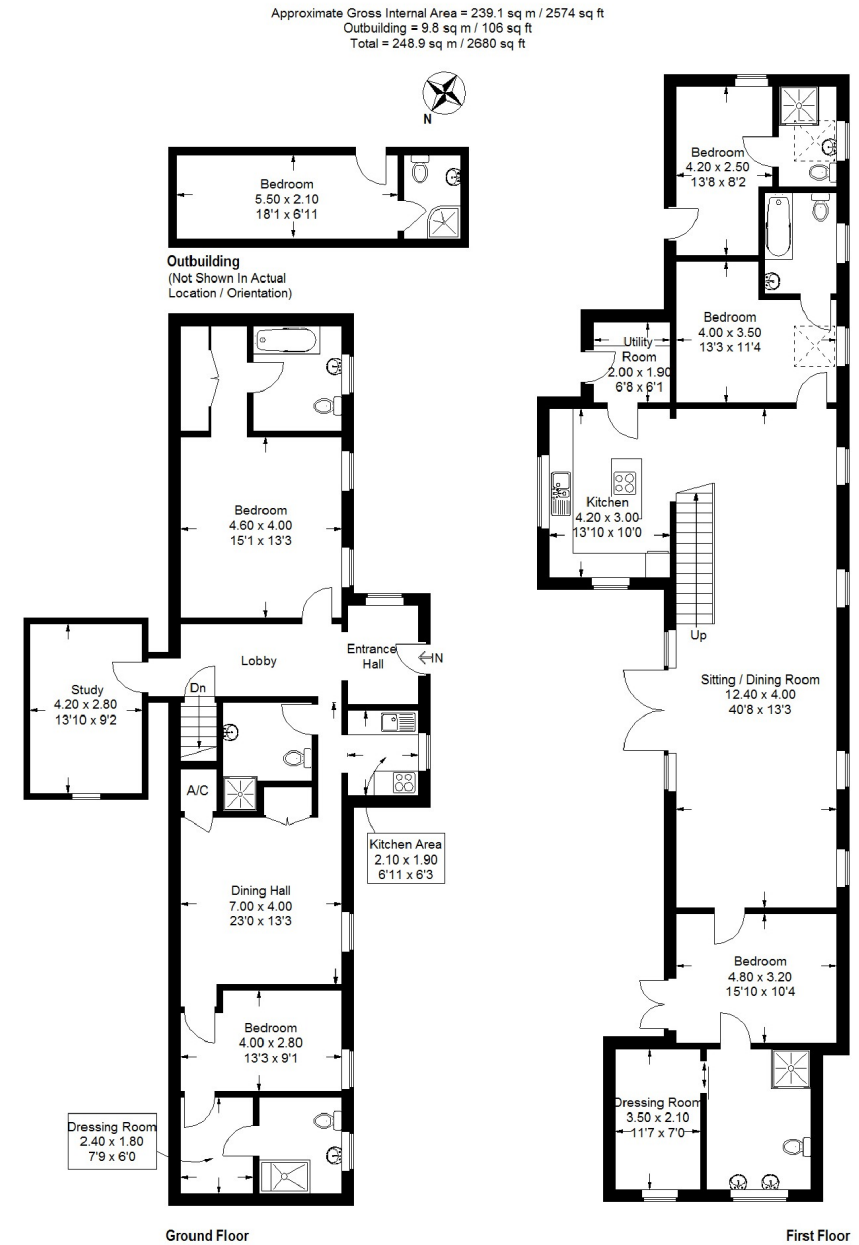 Approximate Gross Internal Area = 239.1 sq m / 2574 sq ft
Outbuilding = 9.8 sq m / 106 sq ft
Total = 248.9 sq m / 2680 sq ft
N
Bedroom
5.50 x 2.10
18'1 x 6'11
Outbuilding
(Not Shown In Actual
Location / Orientation)
Bedroom
4.60 x 4.00
15'1 x 13'3
Entrance
Hall
IN
Lobby
Dn
Study
4.20 x 2.80
13'10 x 9'2
A/C
Kitchen Area
2.10 x 1.90
6'11 x 6'3
Dining Hall
7.00 x 4.00
23'0 x 13'3
Bedroom
4.00 x 2.80
13'3 x 9'1
Dressing Room
2.40 x 1.80
7'9 x 6'0
Ground Floor
Bedroom
4.20 x 2.50
13'8 x 8'2
Bedroom
4.00 x 3.50
13'3 x 11'4
Utility
Room
2.00 x 1.90
6'8 x 6'1
Kitchen
4.20 x 3.00
13'10 x 10'0
Up
Sitting / Dining Room
12.40 x 4.00
40'8 x 13'3
Bedroom
4.80 x 3.20
15'10 x 10'4
Dressing Room
3.50 x 2.10
11'7 x 7'0
First Floor